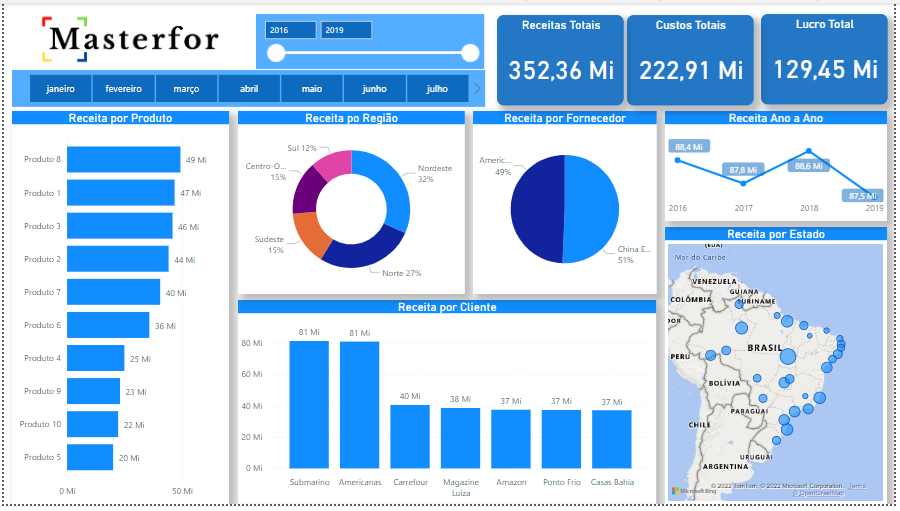 Masterfor
2016 2019
Receitas Totais
352,36 Mi
Custos Totais
222,91 Mi
Lucro Total
129,45 Mi
janeiro fevereiro março abril maio junho julho
Receita por Produto
Produto 8 49 Mi
Produto 1 47 Mi
Produto 3 46 Mi
Produto 2 44 Mi
Produto 7 40 Mi
Produto 6 36 Mi
Produto 4 25 Mi
Produto 9 23 Mi
Produto 10 22 Mi
Produto 5 20 Mi
0 Mi 50 Mi
Receita po Região
Sul 12%
Centro-O...
15%
Nordeste
32%
Sudeste
15%
Norte 27%
Receita por Fornecedor
Americ...
49%
China E...
51%
Receita Ano a Ano
88,4 Mi
87,8 Mi
88,6 Mi
87,5 Mi
2016 2017 2018 2019
Receita por Cliente
80 Mi
60 Mi
40 Mi
20 Mi
0 Mi
81 Mi 81 Mi 40 Mi 38 Mi 37 Mi 37 Mi 37 Mi
Submarino Americanas Carrefour Magazine Luiza Amazon Ponto Frio Casas Bahia
Receita por Estado
(EUA)
Mar do Caribe
VENEZUELA
GUIANA
SURINAME
COLÔMBIA
PERU
BRASIL
BOLÍVIA
PARAGUAI
CHILE
URUGUAI
ARGENTINA
Microsoft Bing
© 2022 TomTom, © 2022 Microsoft Corporation, Terms
© OpenStreetMap